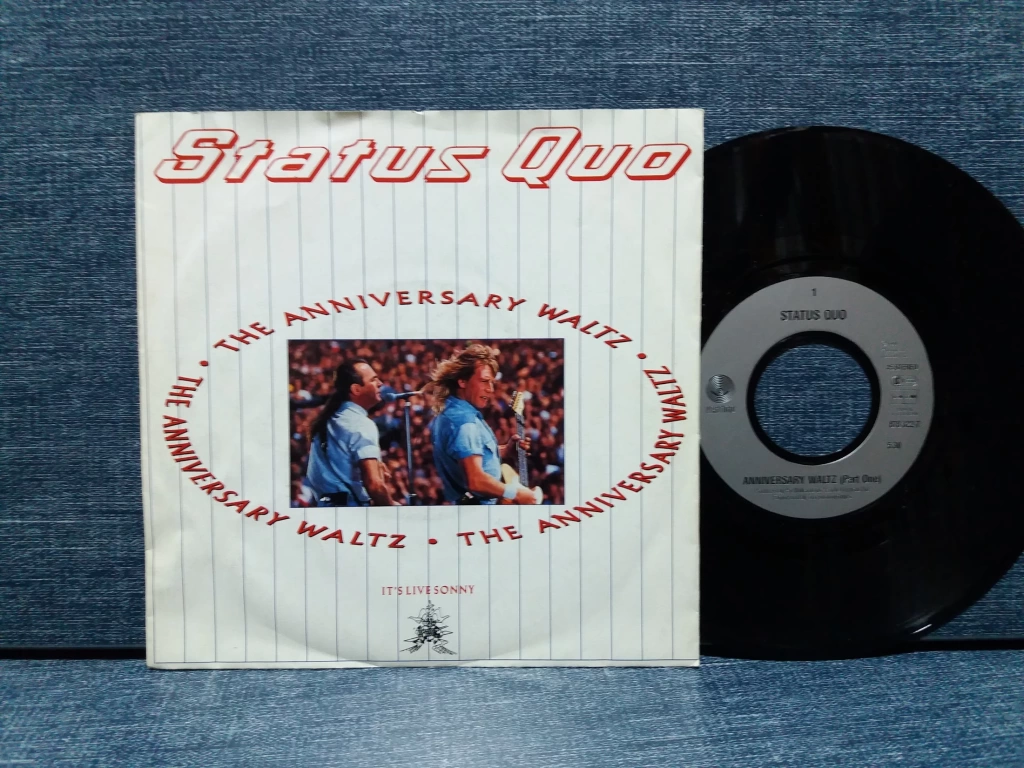 Status Quo
• THE ANNIVERSARY WALTZ •
THE ANNIVERSARY WALTZ • THE ANNIVERSARY WALTZ
IT'S LIVE SONNY
1
STATUS QUO
ANNIVERSARY WALTZ (Part One)